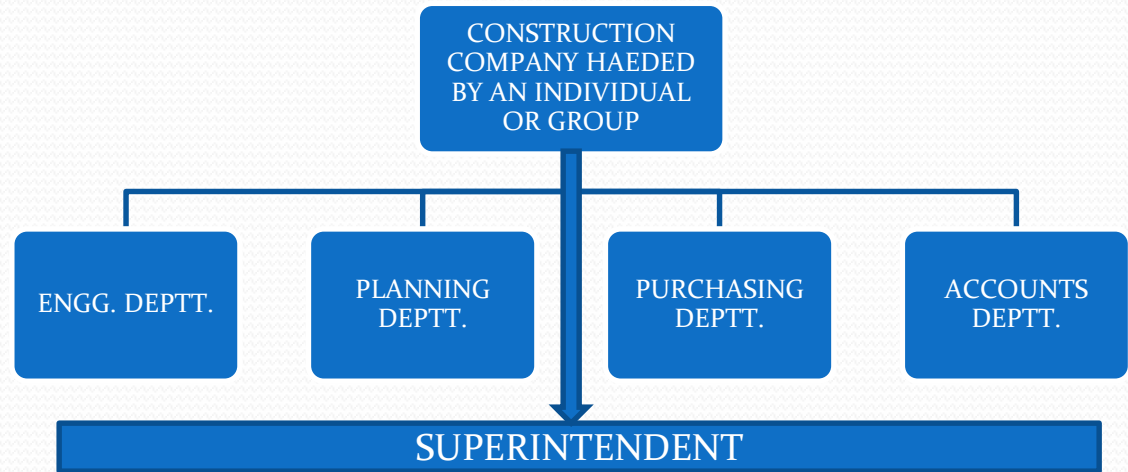 CONSTRUCTION
COMPANY HAEDED
BY AN INDIVIDUAL
OR GROUP
ENGG. DEPTT.
PLANNING
DEPTT.
PURCHASING
DEPTT.
ACCOUNTS
DEPTT.
SUPERINTENDENT